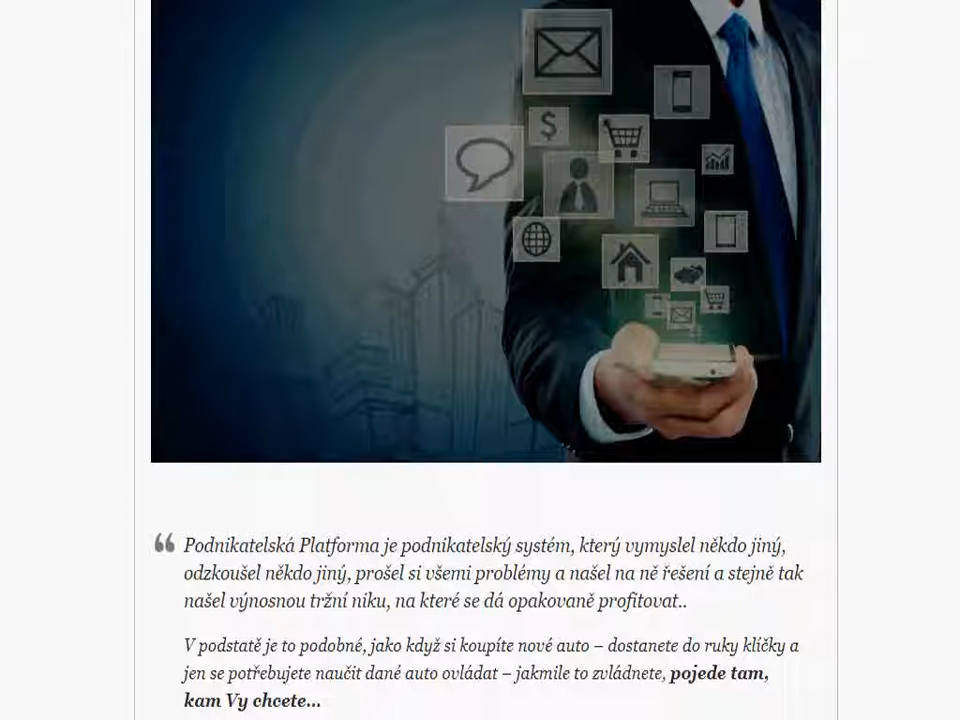 “ Podnikatelská Platforma je podnikatelský systém, který vymyslel někdo jiný,
odzkoušel někdo jiný, prošel si všemi problémy a našel na ně řešení a stejně tak
našel výnosnou tržní niku, na které se dá opakovaně profitovat..
V podstatě je to podobné, jako když si koupíte nové auto – dostanete do ruky klíčky a
jen se potřebujete naučit dané auto ovládat – jakmile to zvládnete, pojede tam,
kam Vy chcete...